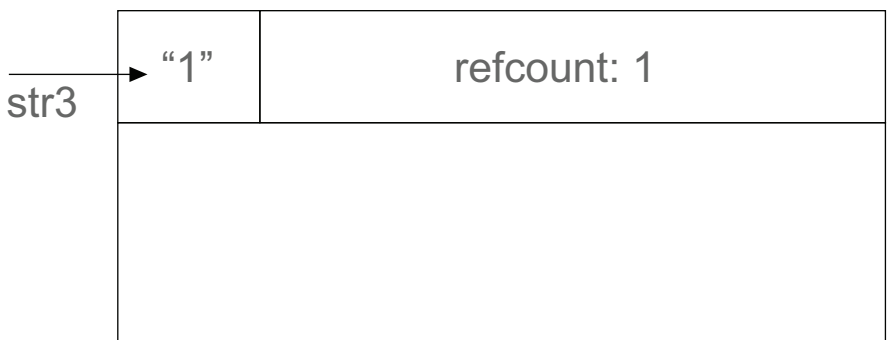 “1”
refcount: 1
str3